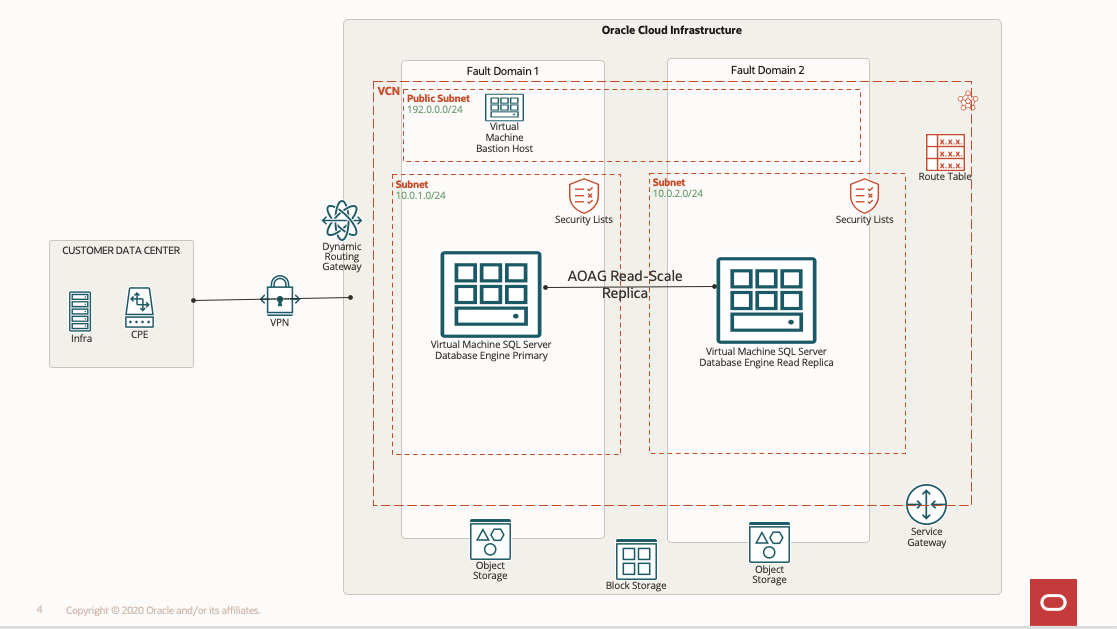 Oracle Cloud Infrastructure
Fault Domain 1
Fault Domain 2
VCN
Public Subnet
192.0.0.0/24
Virtual
Machine
Bastion Host
x.x.x.
x.x.x.
x.x.x.
Route Table
Subnet
10.0.1.0/24
Security Lists
Subnet
10.0.2.0/24
Security Lists
Dynamic
Routing
Gateway
CUSTOMER DATA CENTER
Infra
CPE
VPN
AOAG Read-Scale
Replica
Virtual Machine SQL Server
Database Engine Primary
Virtual Machine SQL Server
Database Engine Read Replica
Service
Gateway
Object
Storage
Block Storage
Object
Storage
4
Copyright © 2020 Oracle and/or its affiliates.